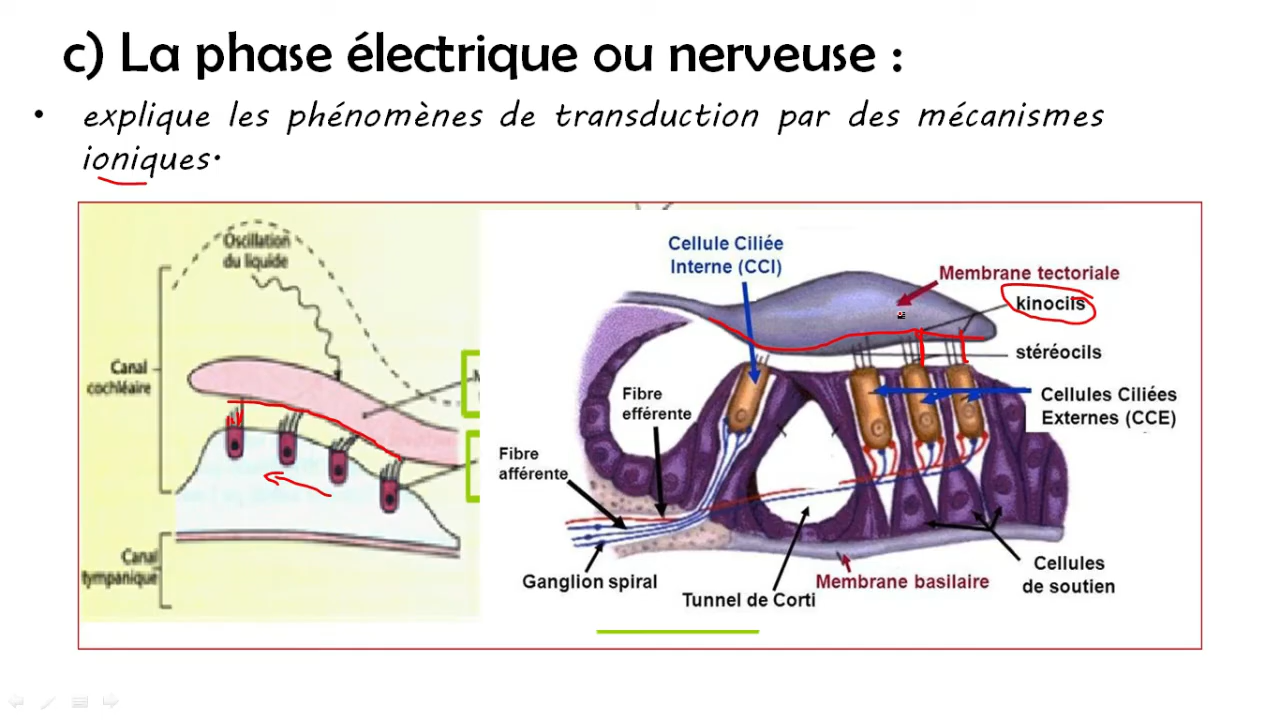 c) La phase électrique ou nerveuse :
• explique les phénomènes de transduction par des mécanismes
ioniques.
Oscillation
du liquide
Canal
cochléaire
Canal
tympanique
Cellule Ciliée
Interne (CCI)
Membrane tectoriale
kinocils
stéréocils
Cellules Ciliées
Externes (CCE)
Fibre
efférente
Fibre
afférente
Ganglion spiral
Tunnel de Corti
Membrane basilaire
Cellules
de soutien